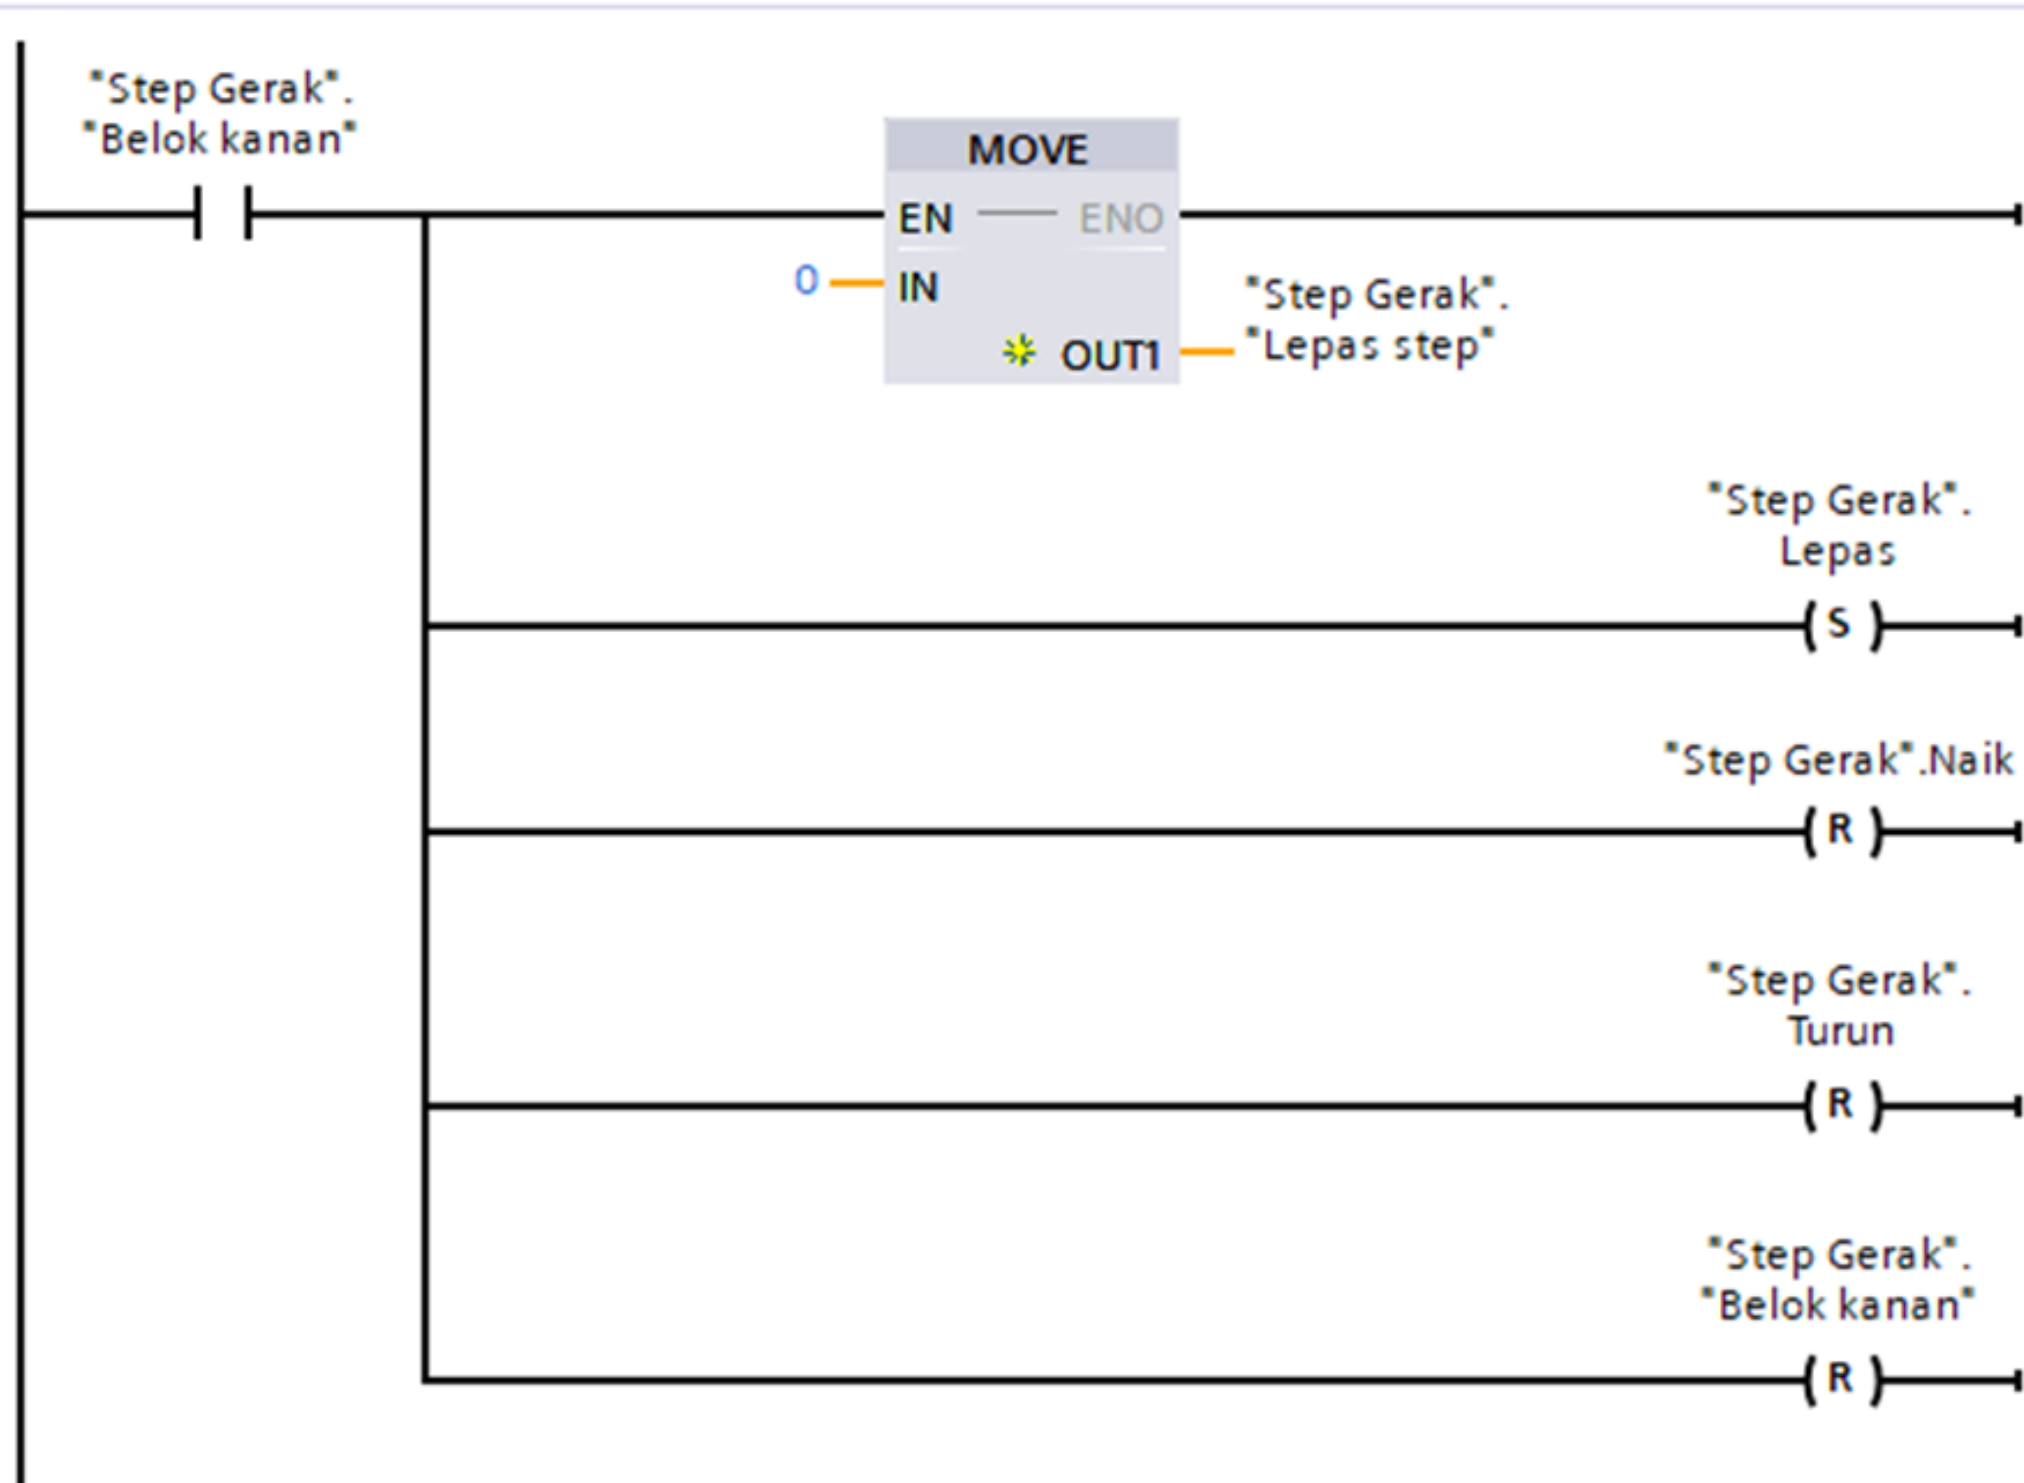 "Step Gerak".
"Belok kanan"
MOVE
EN ENO
0 IN
"Step Gerak".
OUT1 "Lepas step"
"Step Gerak".
Lepas
( S )
"Step Gerak".Naik
( R )
"Step Gerak".
Turun
( R )
"Step Gerak".
"Belok kanan"
( R )